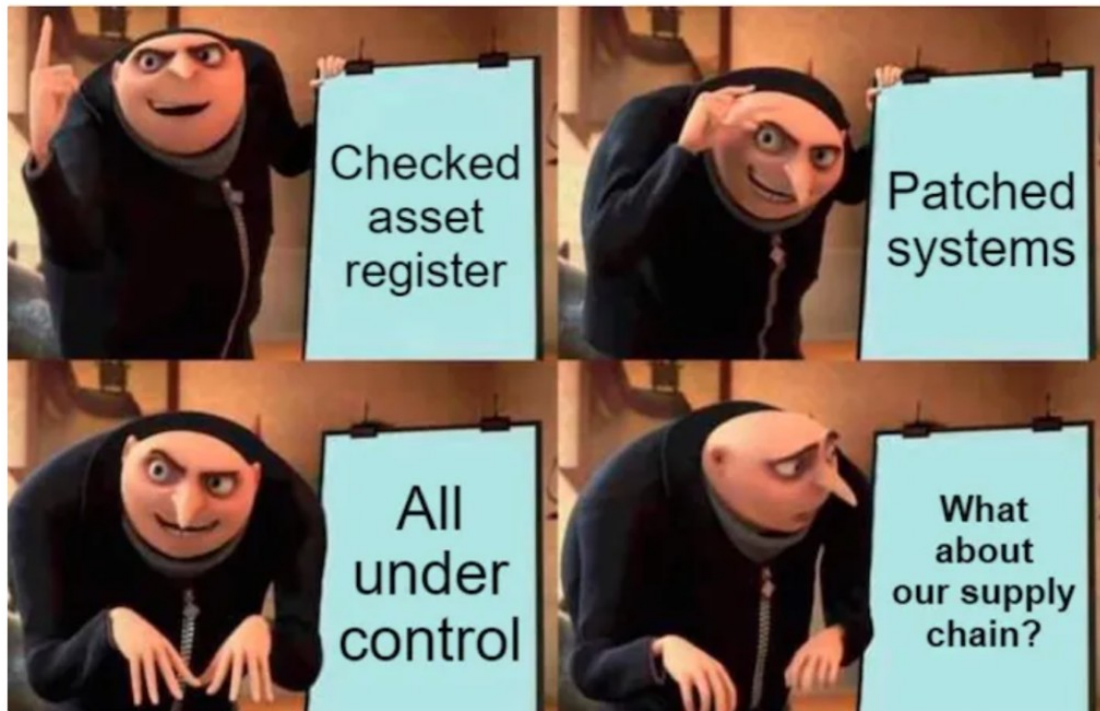 Checked
asset
register
Patched
systems
All
under
control
What
about
our supply
chain?